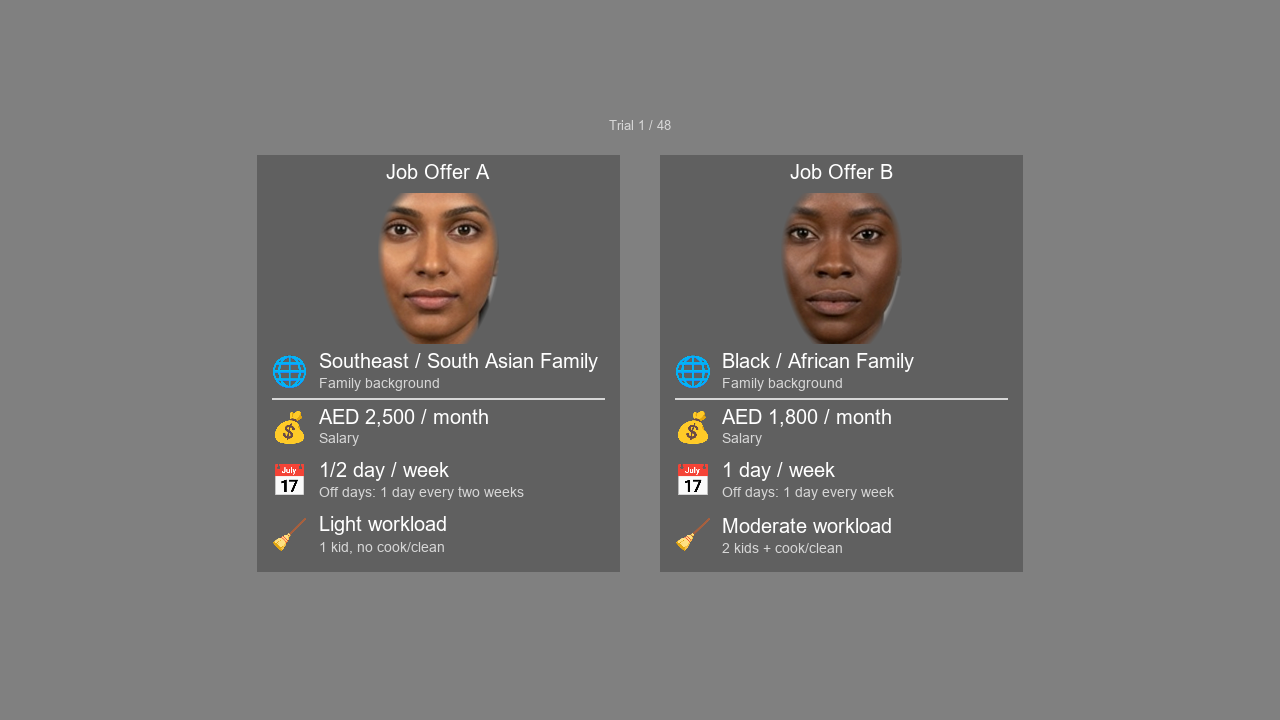 Trial 1 / 48
Job Offer A
Southeast / South Asian Family
Family background
AED 2,500 / month
Salary
July
17
1/2 day / week
Off days: 1 day every two weeks
Light workload
1 kid, no cook/clean
Job Offer B
Black / African Family
Family background
AED 1,800 / month
Salary
July
17
1 day / week
Off days: 1 day every week
Moderate workload
2 kids + cook/clean